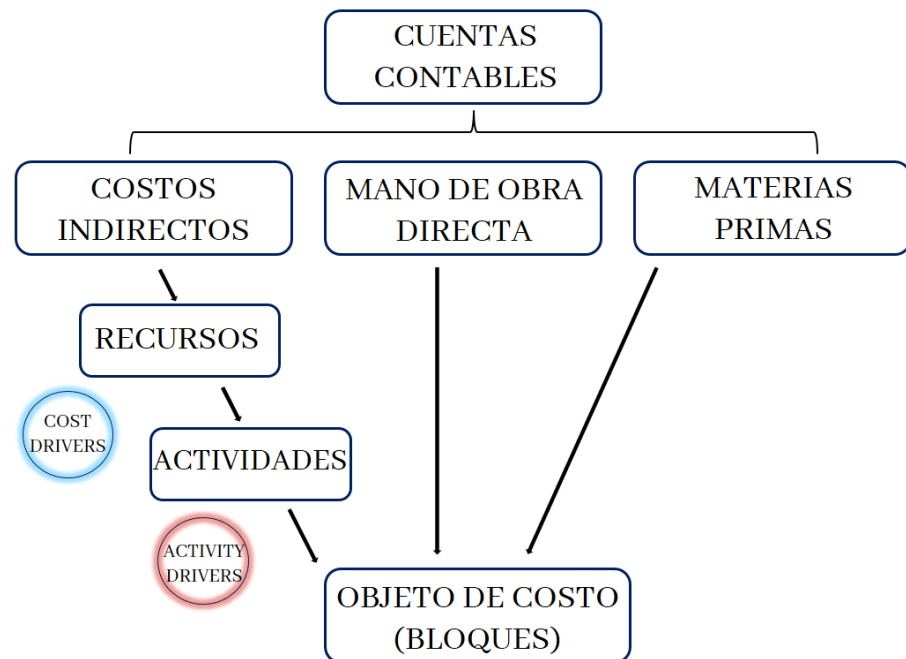 CUENTAS
CONTABLES
COSTOS
INDIRECTOS
MANO DE OBRA
DIRECTA
MATERIAS
PRIMAS
RECURSOS
COST
DRIVERS
ACTIVIDADES
ACTIVITY
DRIVERS
OBJETO DE COSTO
(BLOQUES)